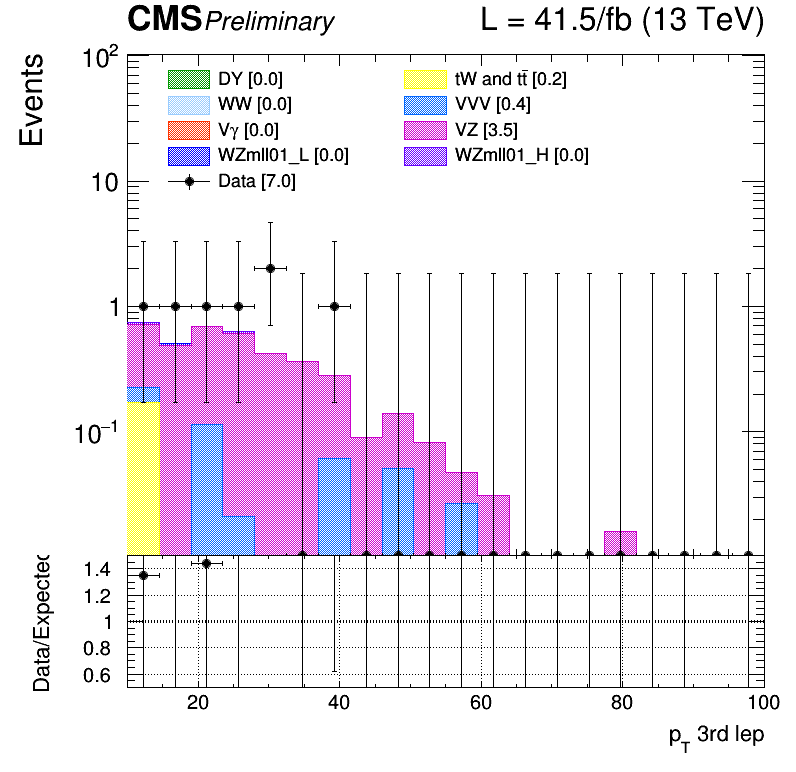 CMS Preliminary L = 41.5/fb (13 TeV)
Events
10²
10
1
10⁻¹
DY [0.0] tW and tt̄ [0.2]
WW [0.0] VVV [0.4]
Vγ [0.0] VZ [3.5]
WZmll01_L [0.0] WZmll01_H [0.0]
Data [7.0]
Data/Expected
1.4
1.2
1
0.8
0.6
20 40 60 80 100
p_T 3rd lep